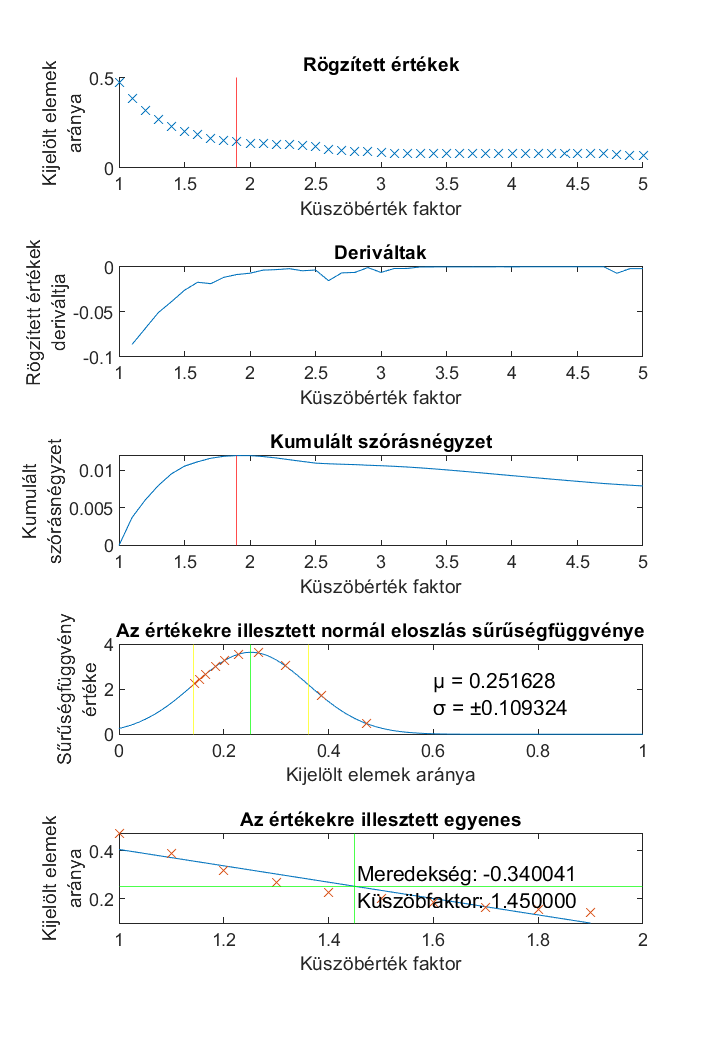 Rögzített értékek
Kijelölt elemek
aránya
0.5
0
1 1.5 2 2.5 3 3.5 4 4.5 5
Küszöbérték faktor
Deriváltak
Rögzített értékek
deriváltja
0
-0.05
-0.1
1 1.5 2 2.5 3 3.5 4 4.5 5
Küszöbérték faktor
Kumulált szórásnégyzet
Kumulált
szórásnégyzet
0.01
0.005
0
1 1.5 2 2.5 3 3.5 4 4.5 5
Küszöbérték faktor
Az értékekre illesztett normál eloszlás sűrűségfüggvénye
Sűrűségfüggvény
értéke
4
2
0
μ = 0.251628
σ = ±0.109324
0 0.2 0.4 0.6 0.8 1
Kijelölt elemek aránya
Az értékekre illesztett egyenes
Kijelölt elemek
aránya
0.4
0.2
Meredekség: -0.340041
Küszöbfaktor: 1.450000
1 1.2 1.4 1.6 1.8 2
Küszöbérték faktor